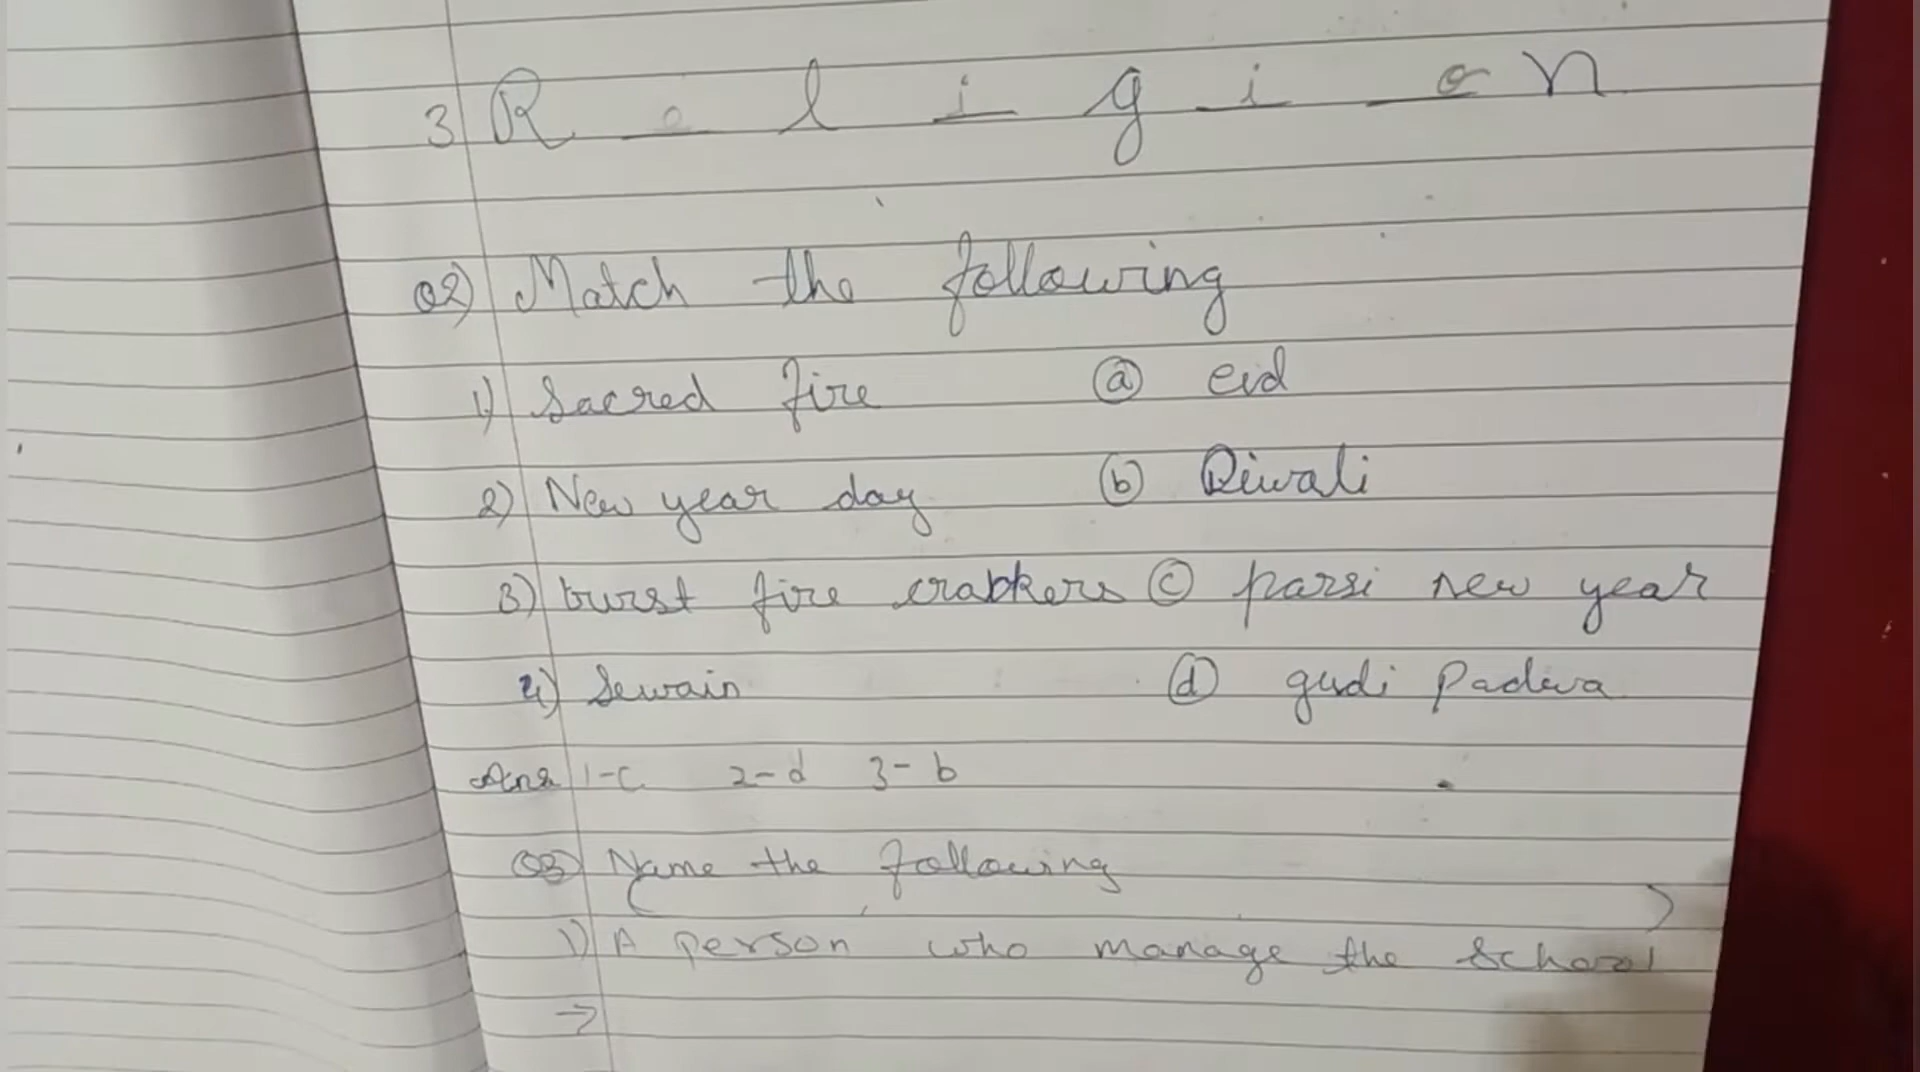 3 R e l i g i o n
Q2) Match the following
1) Sacred fire (a) eid
2) New year day (b) Diwali
3) burst fire crabkers (c) parsi new year
4) Sewain (d) gudi Padwa
Ans 1-c 2-d 3-b
Q3) Name the following
1) A person who manage the school
→